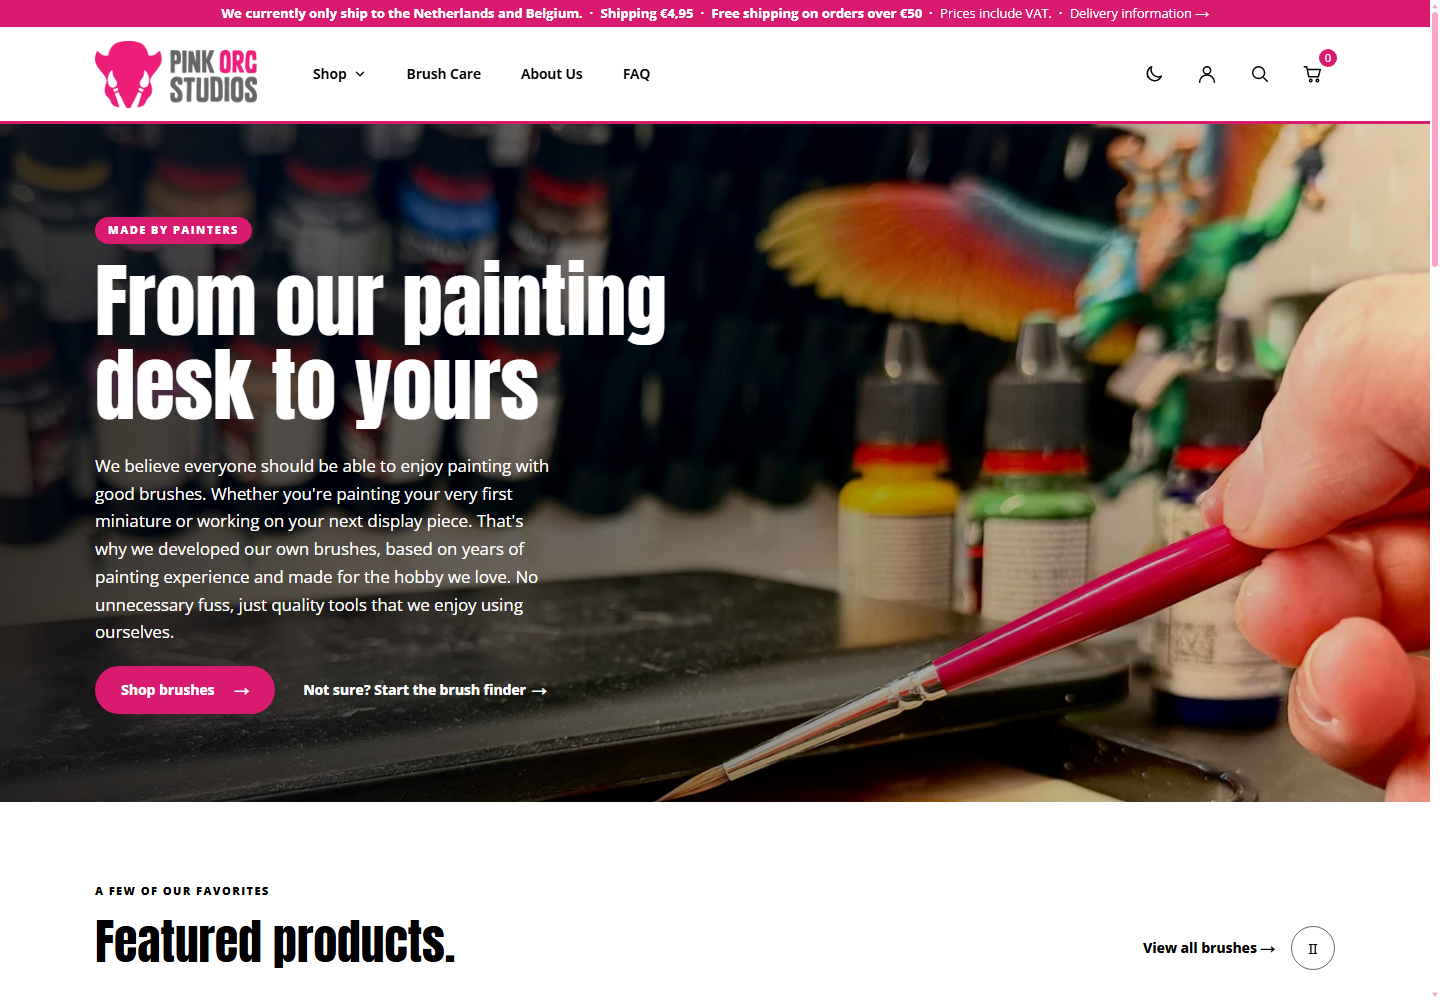 We currently only ship to the Netherlands and Belgium. · Shipping €4,95 · Free shipping on orders over €50 · Prices include VAT. · Delivery information →
PINK ORC
STUDIOS
Shop
Brush Care
About Us
FAQ
0
MADE BY PAINTERS
From our painting
desk to yours
We believe everyone should be able to enjoy painting with
good brushes. Whether you're painting your very first
miniature or working on your next display piece. That's
why we developed our own brushes, based on years of
painting experience and made for the hobby we love. No
unnecessary fuss, just quality tools that we enjoy using
ourselves.
Shop brushes →
Not sure? Start the brush finder →
A FEW OF OUR FAVORITES
Featured products.
View all brushes →